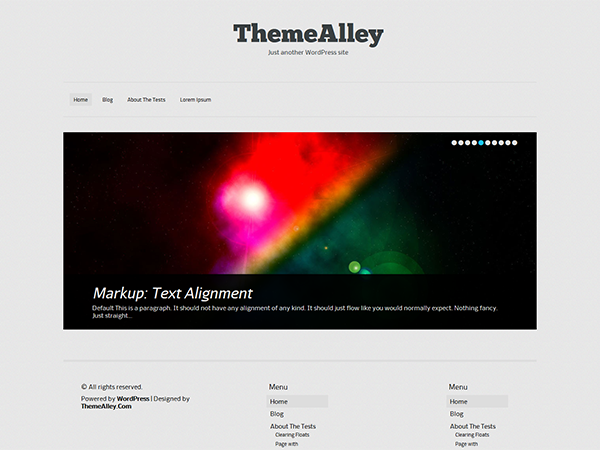 ThemeAlley
Just another WordPress site
Home Blog About The Tests Lorem Ipsum
Markup: Text Alignment
Default This is a paragraph. It should not have any alignment of any kind. It should just flow like you would normally expect. Nothing fancy.
Just straight...
© All rights reserved.
Powered by WordPress | Designed by
ThemeAlley.Com
Menu
Home
Blog
About The Tests
Clearing Floats
Page with
Menu
Home
Blog
About The Tests
Clearing Floats
Page with